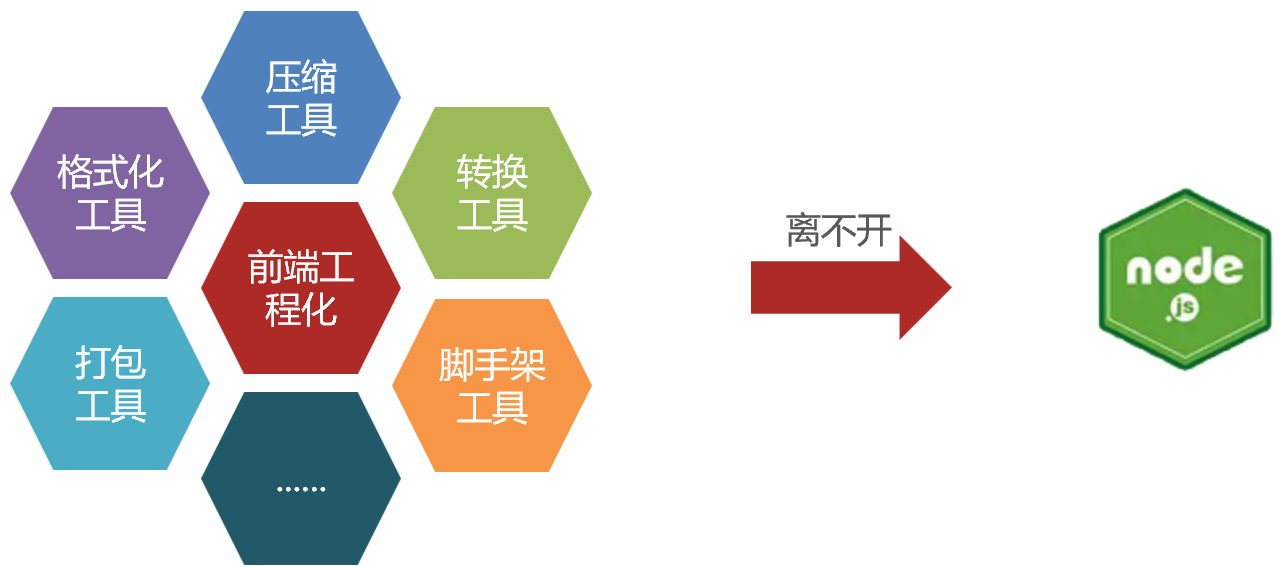 压缩
工具
格式化
工具
转换
工具
前端工
程化
打包
工具
脚手架
工具
······
离不开
node
.js